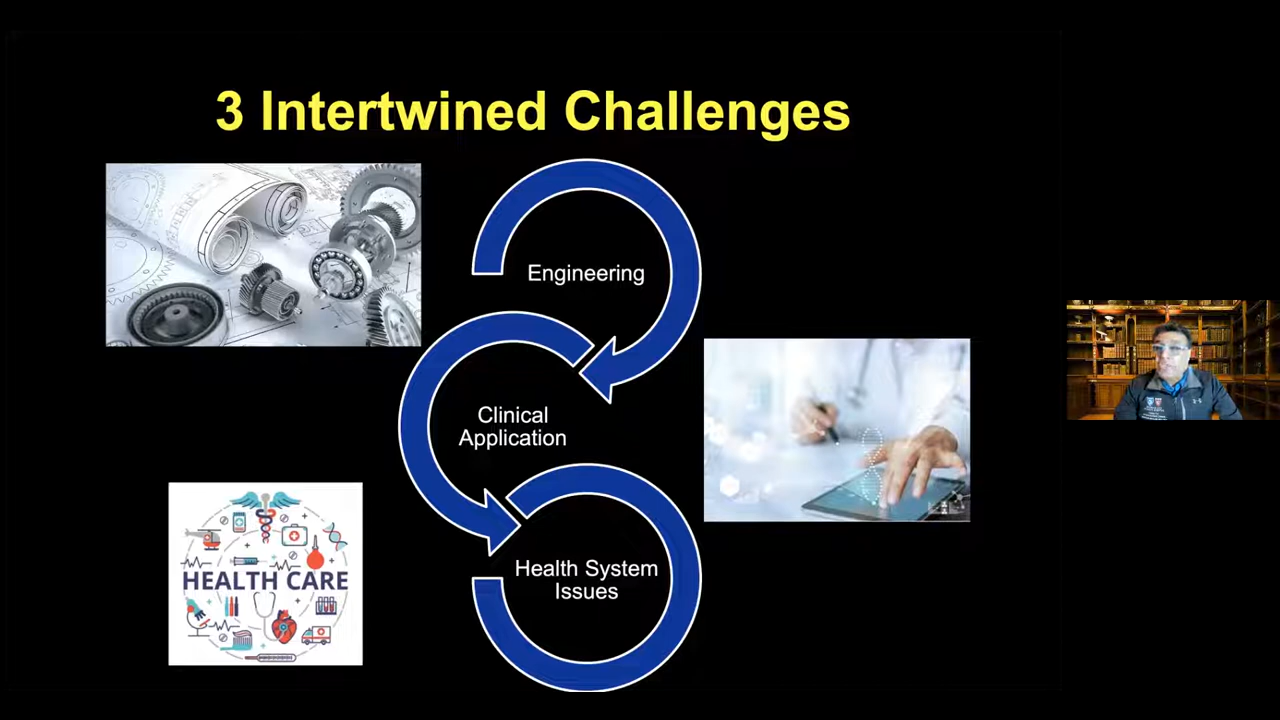 3 Intertwined Challenges
Engineering
Clinical
Application
Health System
Issues
HEALTH CARE